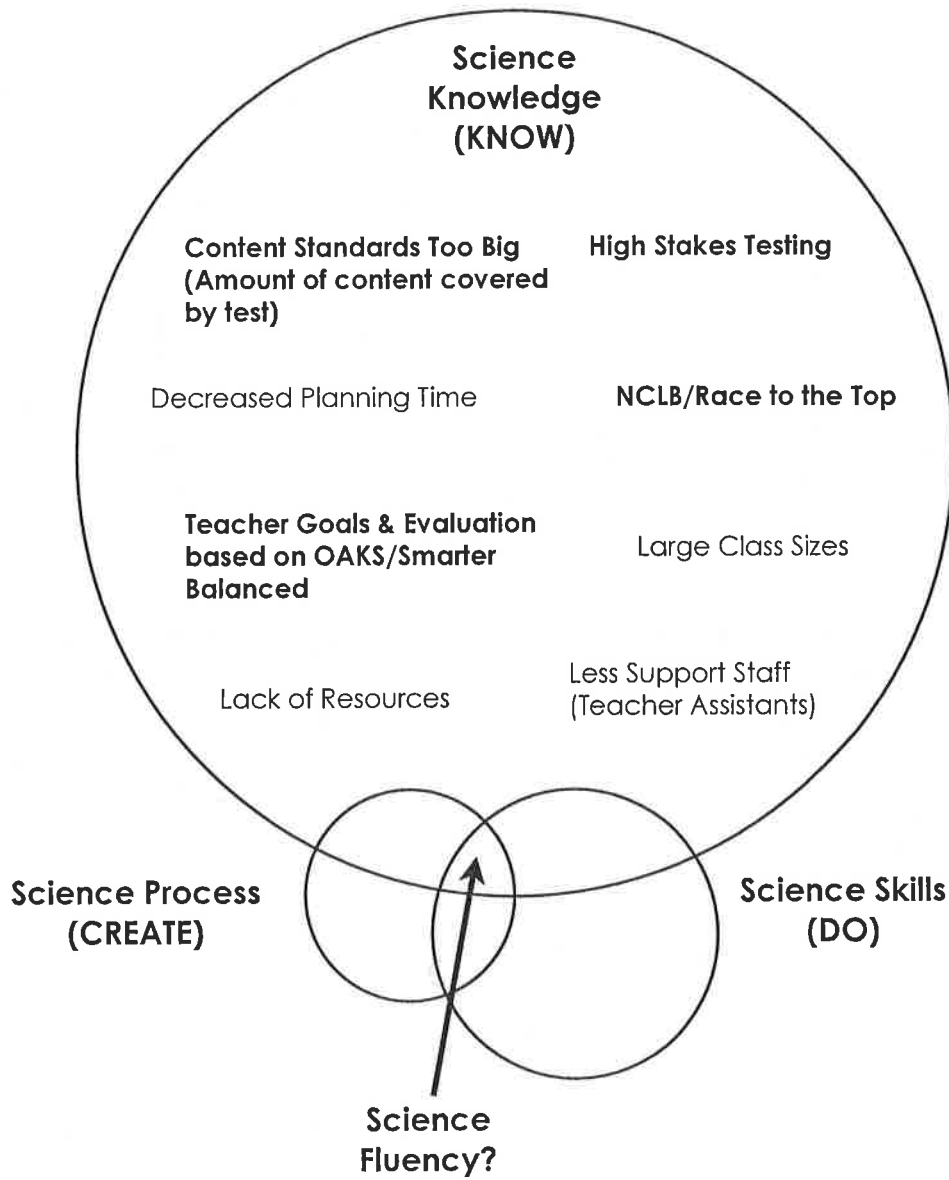 Science
Knowledge
(KNOW)
Content Standards Too Big
(Amount of content covered
by test)
High Stakes Testing
Decreased Planning Time
NCLB/Race to the Top
Teacher Goals & Evaluation
based on OAKS/Smarter
Balanced
Large Class Sizes
Lack of Resources
Less Support Staff
(Teacher Assistants)
Science Process
(CREATE)
Science Skills
(DO)
Science
Fluency?